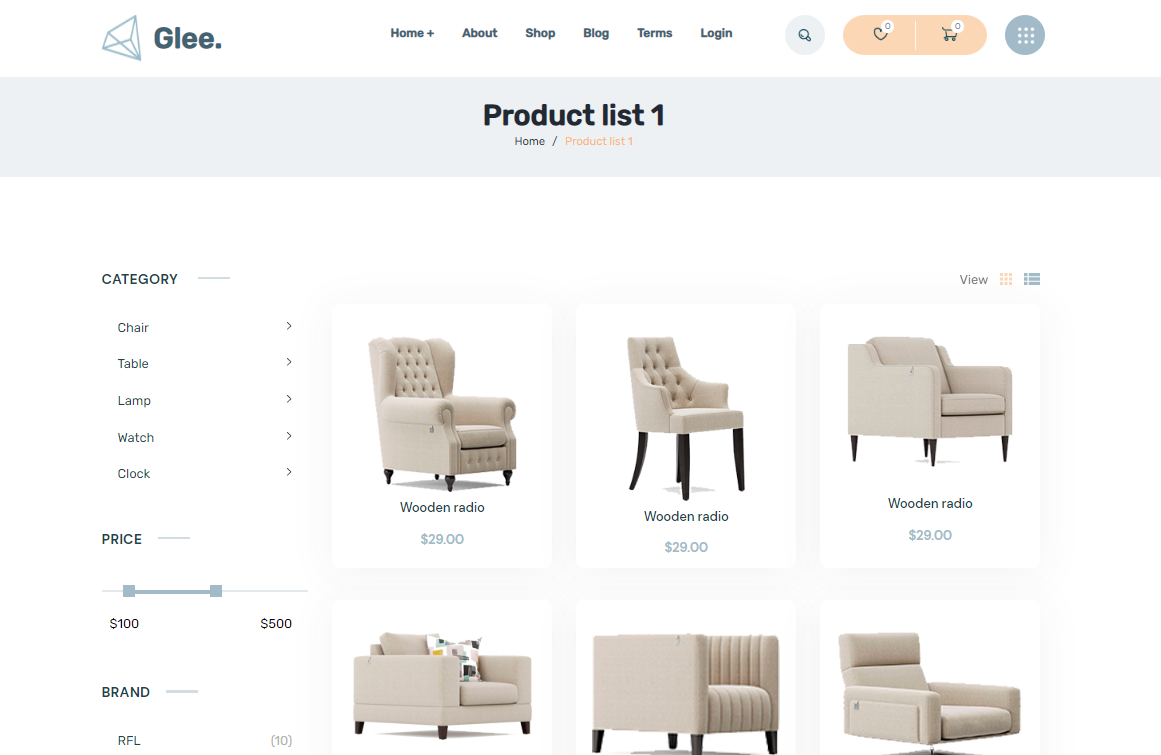 Glee.
Home + About Shop Blog Terms Login
0 0
Product list 1
Home / Product list 1
CATEGORY
View
Chair
Table
Lamp
Watch
Clock
PRICE
$100 $500
BRAND
RFL (10)
Wooden radio
$29.00
Wooden radio
$29.00
Wooden radio
$29.00